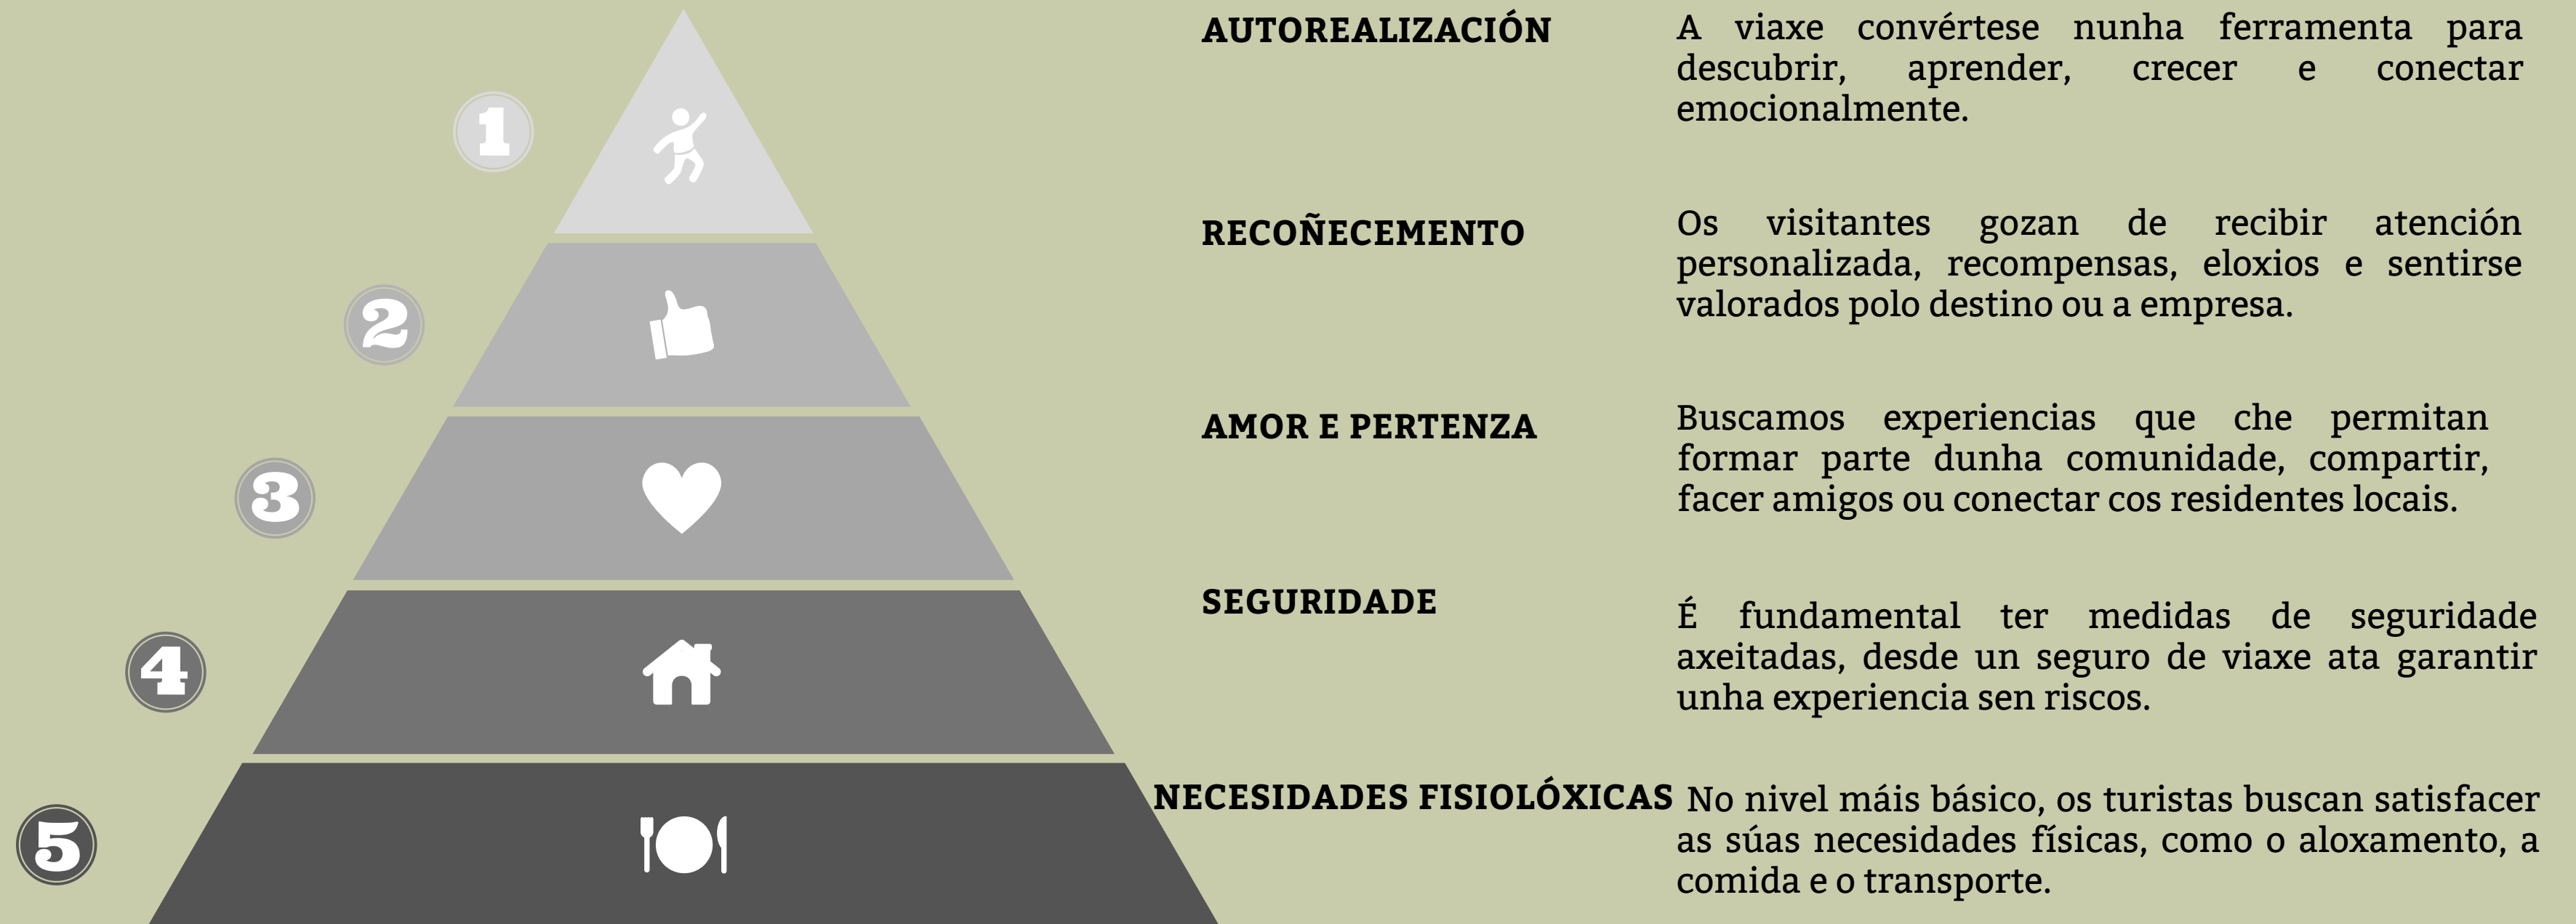 1
AUTOREALIZACIÓN
A viaxe convértese nunha ferramenta para
descubrir, aprender, crecer e conectar
emocionalmente.
2
RECOÑECEMENTO
Os visitantes gozan de recibir atención
personalizada, recompensas, eloxios e sentirse
valorados polo destino ou a empresa.
3
AMOR E PERTENZA
Buscamos experiencias que che permitan
formar parte dunha comunidade, compartir,
facer amigos ou conectar cos residentes locais.
4
SEGURIDADE
É fundamental ter medidas de seguridade
axeitadas, desde un seguro de viaxe ata garantir
unha experiencia sen riscos.
5
NECESIDADES FISIOLÓXICAS
No nivel máis básico, os turistas buscan satisfacer
as súas necesidades físicas, como o aloxamento, a
comida e o transporte.